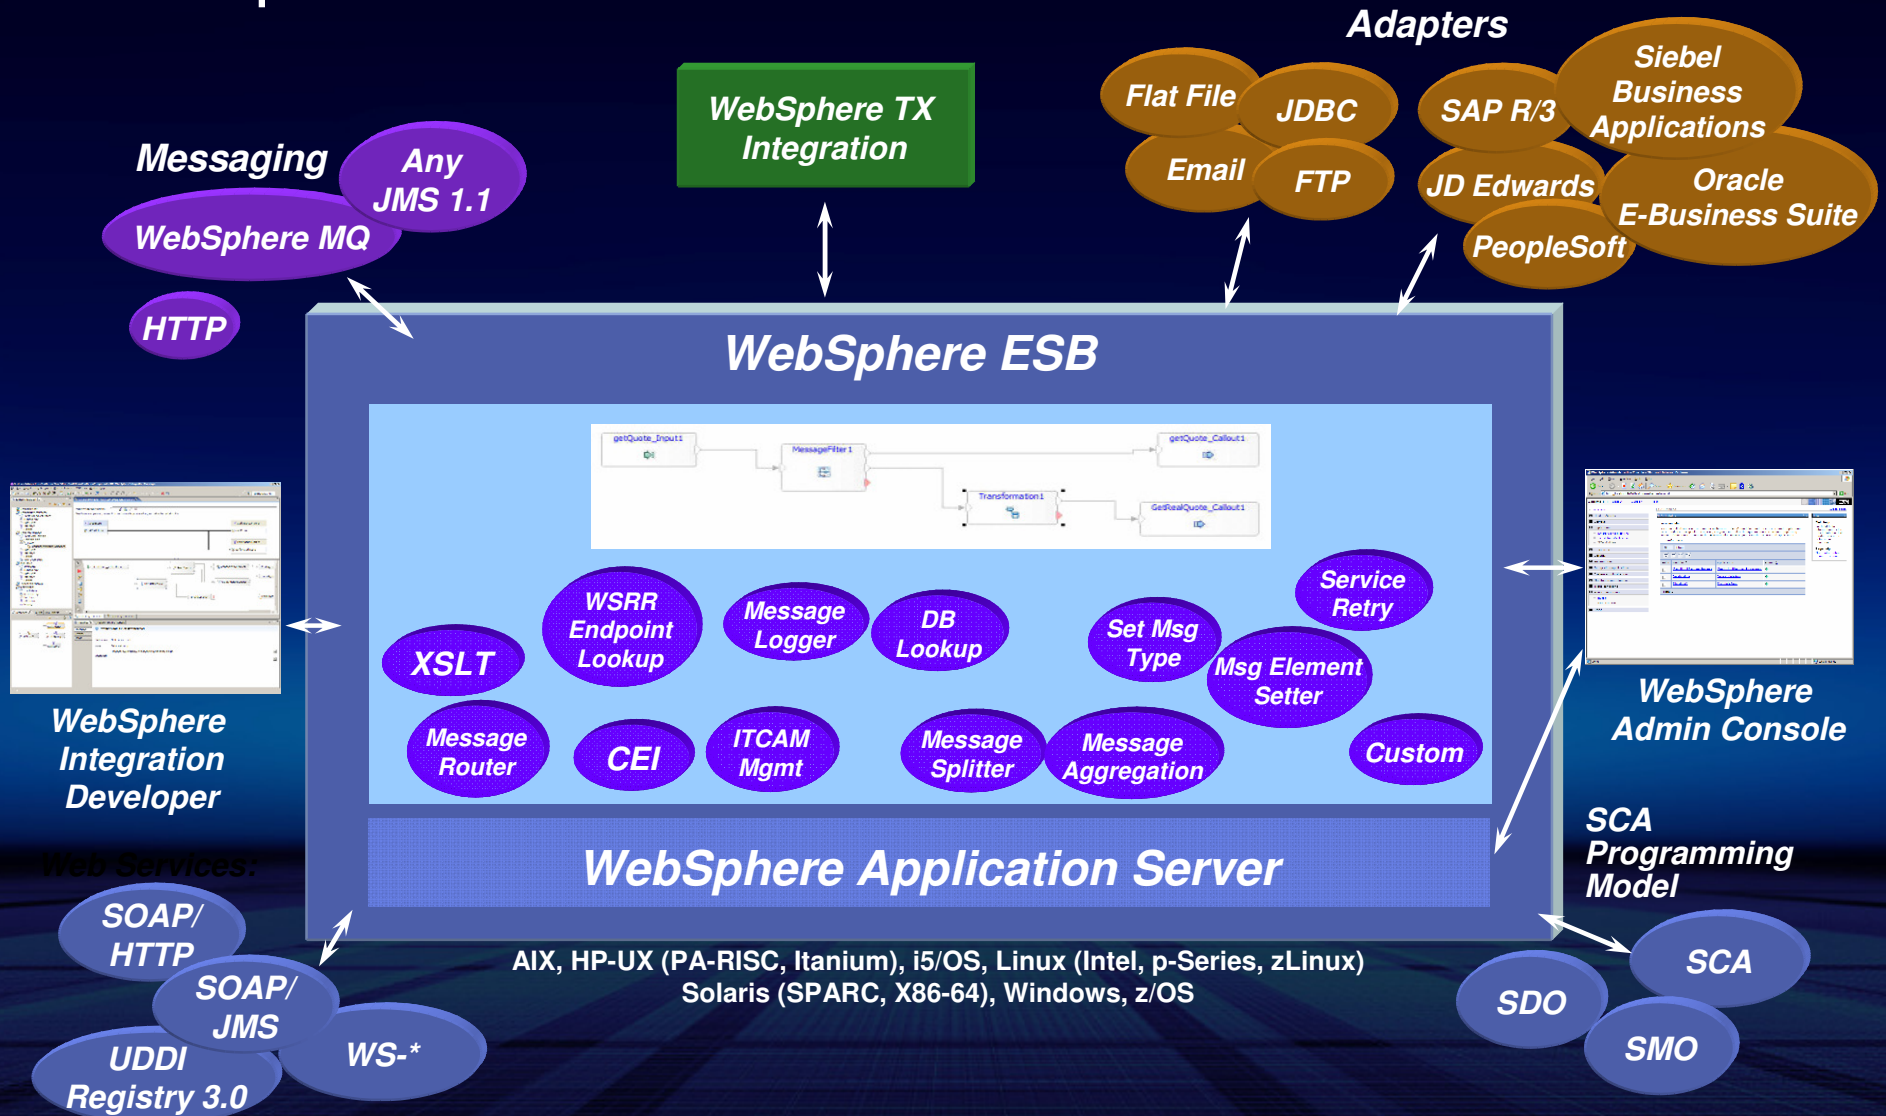 Adapters
Messaging
Any
JMS 1.1
WebSphere MQ
HTTP
WebSphere TX
Integration
Flat File
JDBC
Email
FTP
SAP R/3
Siebel
Business
Applications
JD Edwards
Oracle
E-Business Suite
PeopleSoft
WebSphere ESB
getQuote_Input1
MessageFilter1
getQuote_Callout1
Transformation1
GetRealQuote_Callout1
XSLT
WSRR
Endpoint
Lookup
Message
Logger
DB
Lookup
Set Msg
Type
Service
Retry
Msg Element
Setter
Message
Router
CEI
ITCAM
Mgmt
Message
Splitter
Message
Aggregation
Custom
WebSphere
Integration
Developer
WebSphere
Admin Console
WebSphere Application Server
Web Services:
SOAP/
HTTP
SOAP/
JMS
UDDI
Registry 3.0
WS-*
AIX, HP-UX (PA-RISC, Itanium), i5/OS, Linux (Intel, p-Series, zLinux)
Solaris (SPARC, X86-64), Windows, z/OS
SCA
Programming
Model
SCA
SDO
SMO